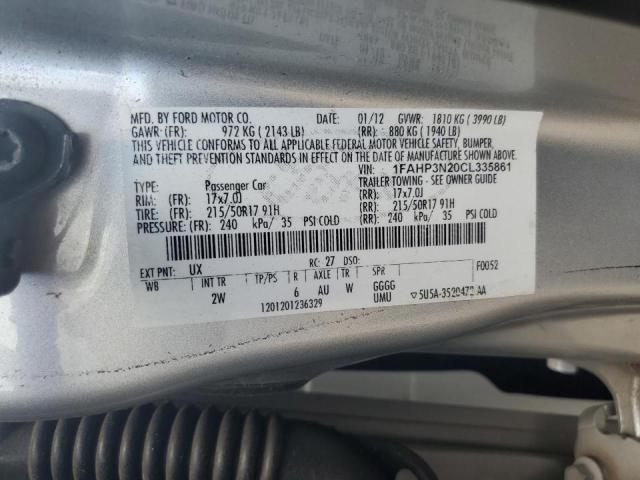 MFD. BY FORD MOTOR CO. DATE: 01/12 GVWR: 1810 KG ( 3990 LB)
GAWR: (FR): 972 KG ( 2143 LB) (RR): 880 KG ( 1940 LB)
THIS VEHICLE CONFORMS TO ALL APPLICABLE FEDERAL MOTOR VEHICLE SAFETY, BUMPER,
AND THEFT PREVENTION STANDARDS IN EFFECT ON THE DATE OF MANUFACTURE SHOWN ABOVE.
VIN: 1FAHP3N20CL335861
TYPE: Passenger Car TRAILER TOWING - SEE OWNER GUIDE
RIM: (FR): 17x7.0J (RR): 17x7.0J
TIRE: (FR): 215/50R17 91H (RR): 215/50R17 91H
PRESSURE: (FR): 240 kPa/ 35 PSI COLD (RR): 240 kPa/ 35 PSI COLD
EXT PNT: UX RC: 27 DSO: F0052
WB INT TR TP/PS R AXLE TR SPR
2W 6 AU W GGGG
UMU ▽5U5A-3520472-AA
1201201236329